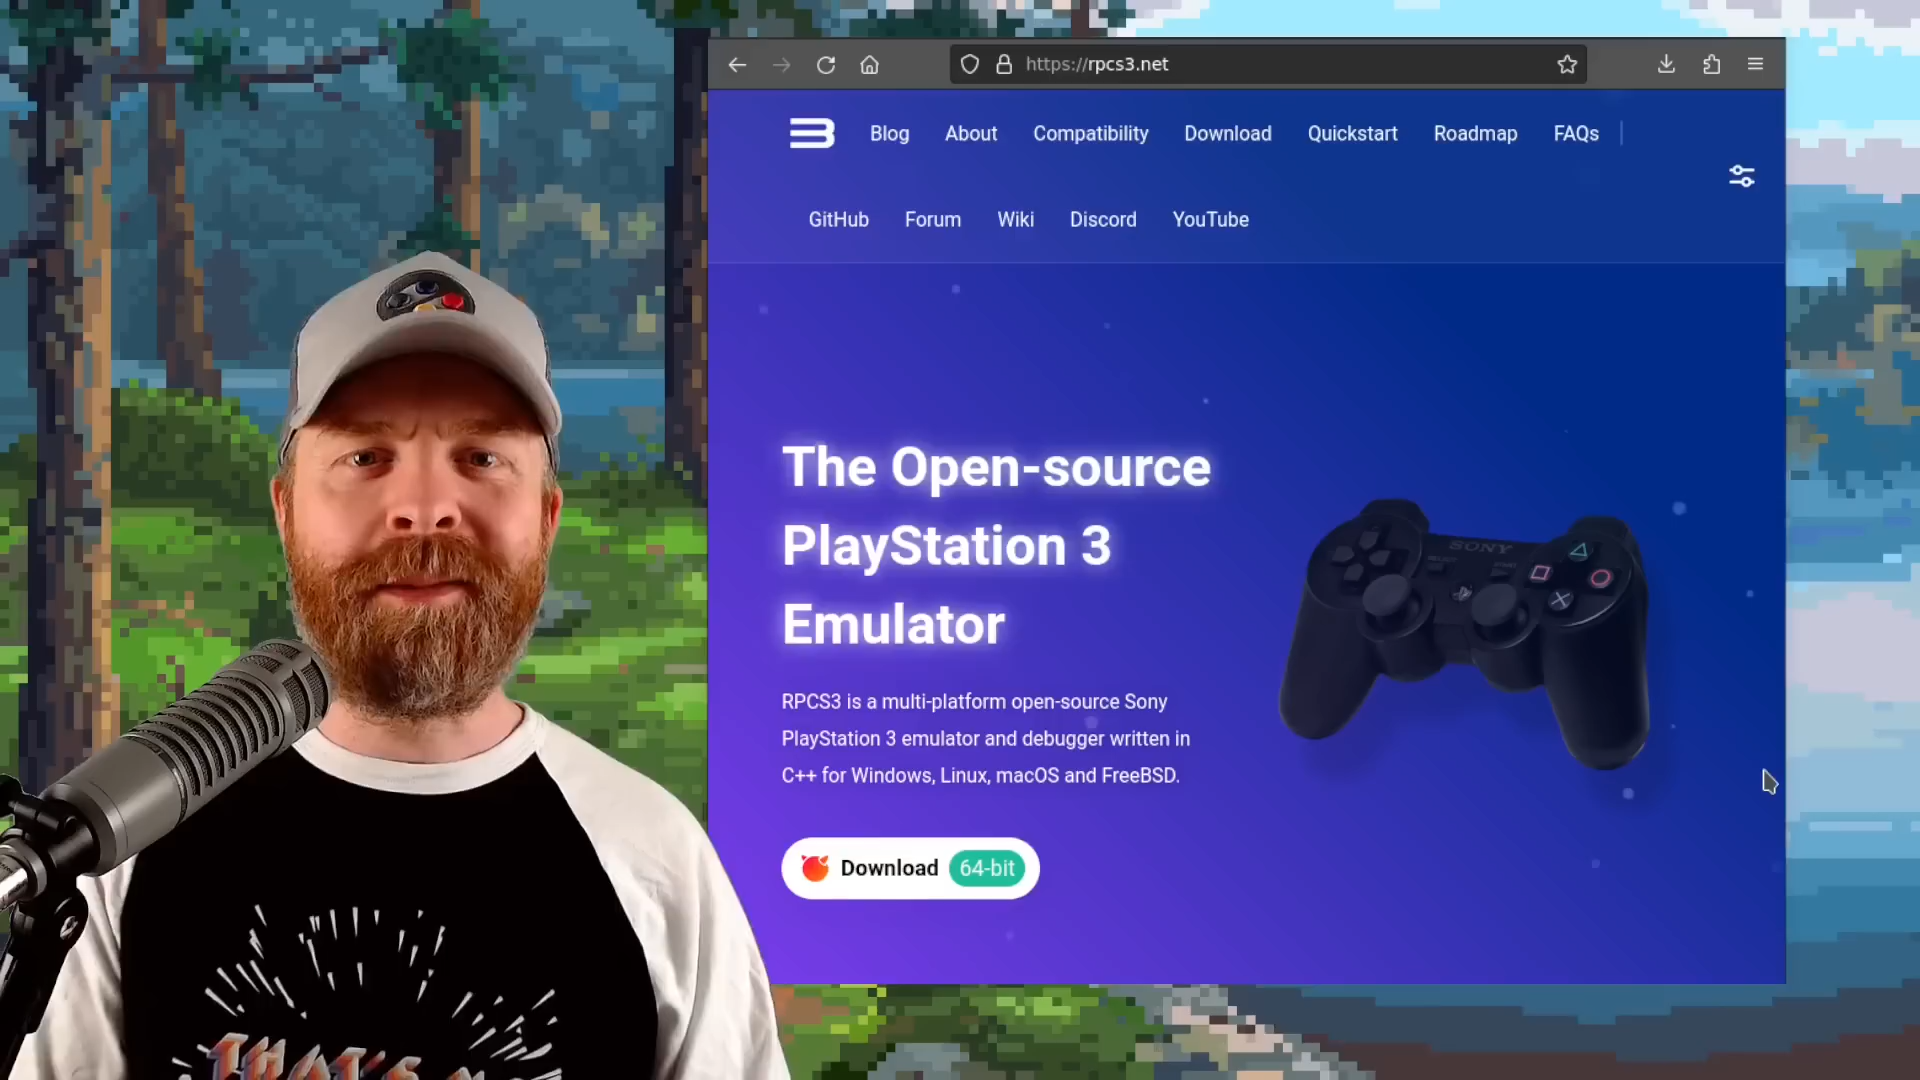 https://rpcs3.net
Blog About Compatibility Download Quickstart Roadmap FAQs
GitHub Forum Wiki Discord YouTube
The Open-source
PlayStation 3
Emulator
RPCS3 is a multi-platform open-source Sony
PlayStation 3 emulator and debugger written in
C++ for Windows, Linux, macOS and FreeBSD.
Download 64-bit
SONY
THAT'S